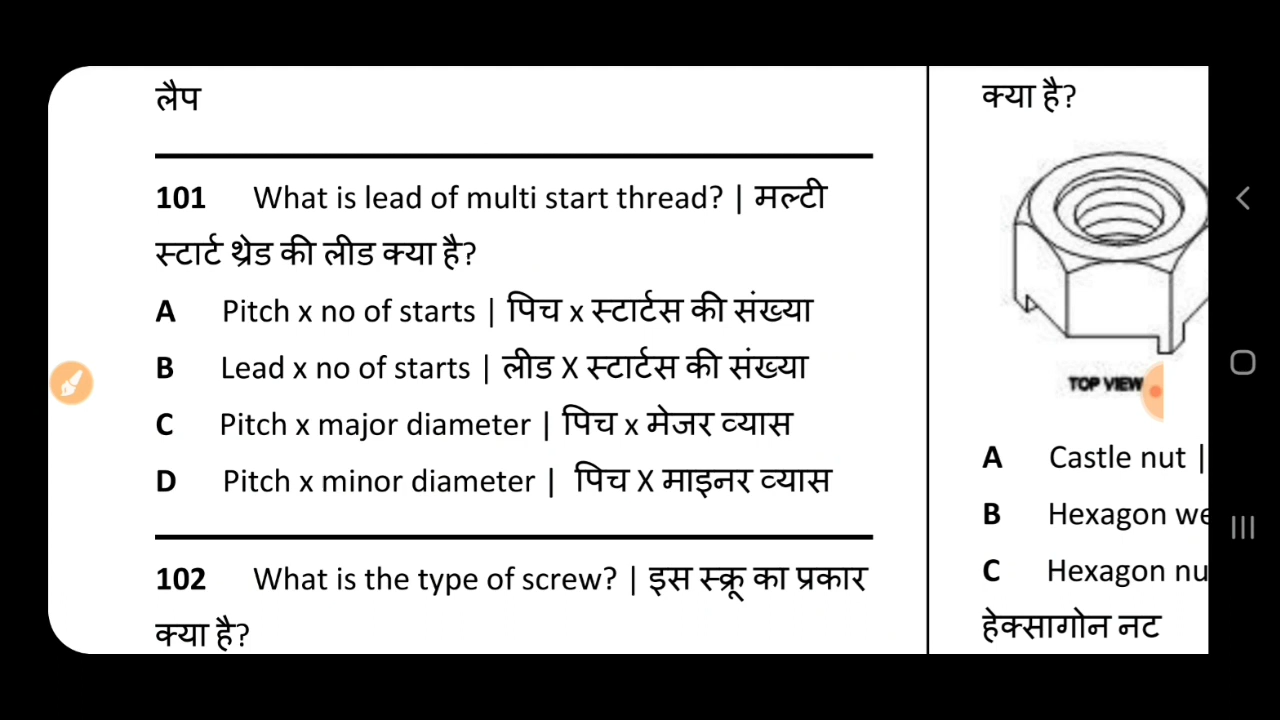 लैप
101 What is lead of multi start thread? | मल्टी
स्टार्ट थ्रेड की लीड क्या है?
A Pitch x no of starts | पिच x स्टार्टस की संख्या
B Lead x no of starts | लीड X स्टार्टस की संख्या
C Pitch x major diameter | पिच x मेजर व्यास
D Pitch x minor diameter | पिच X माइनर व्यास
102 What is the type of screw? | इस स्क्रू का प्रकार
क्या है?
क्या है?
TOP VIEW
A Castle nut |
B Hexagon we
C Hexagon nu
हेक्सागोन नट